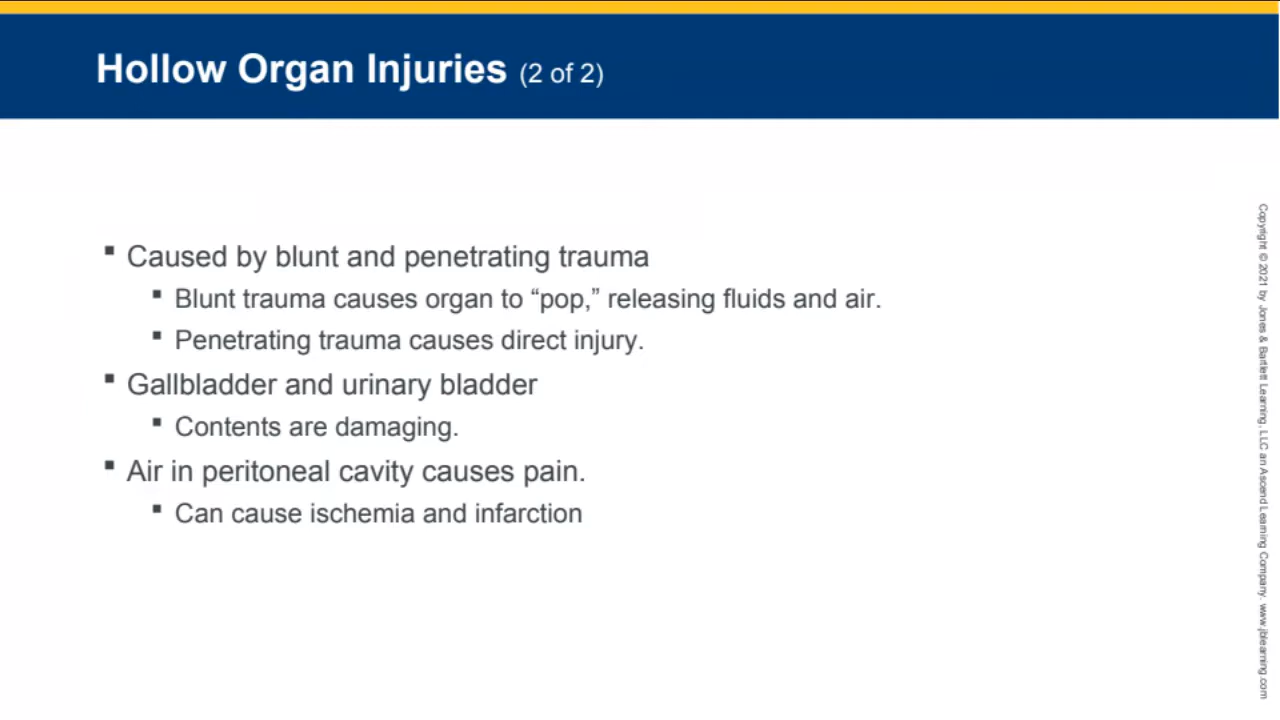 Hollow Organ Injuries (2 of 2)
▪ Caused by blunt and penetrating trauma
▪ Blunt trauma causes organ to “pop,” releasing fluids and air.
▪ Penetrating trauma causes direct injury.
▪ Gallbladder and urinary bladder
▪ Contents are damaging.
▪ Air in peritoneal cavity causes pain.
▪ Can cause ischemia and infarction
Copyright © 2021 by Jones & Bartlett Learning, LLC an Ascend Learning Company. www.jblearning.com